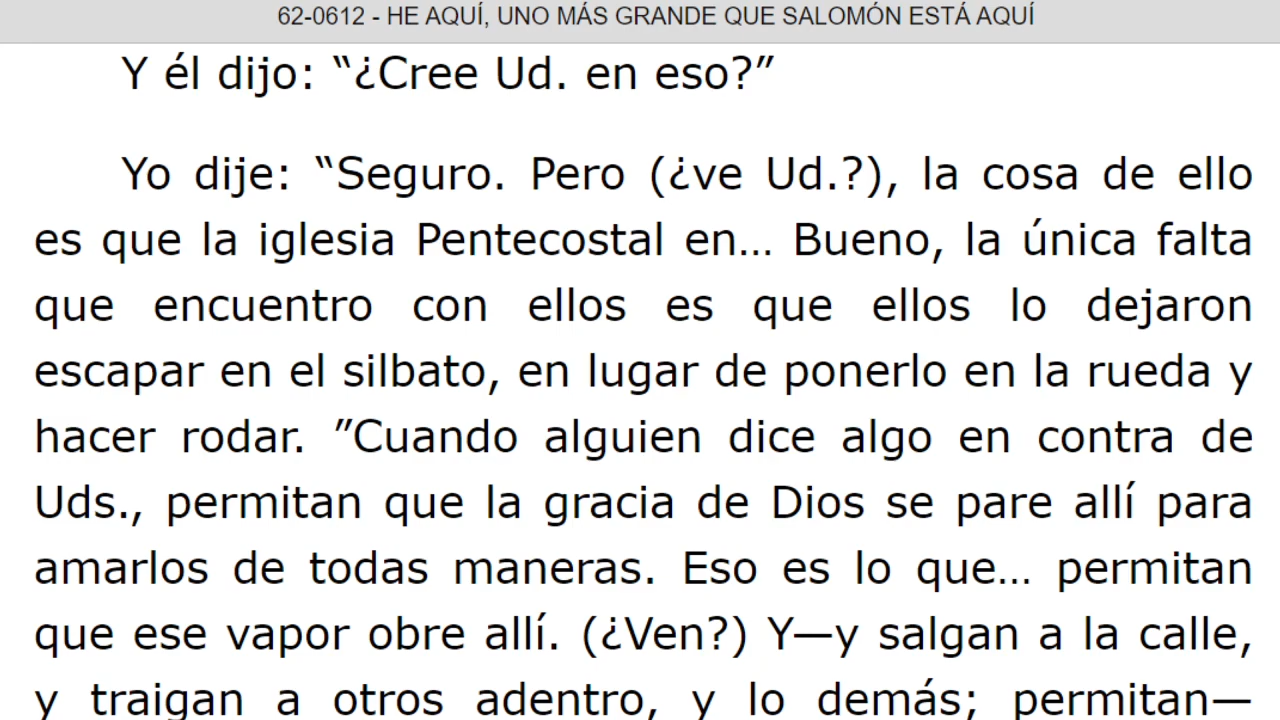 62-0612 - HE AQUÍ, UNO MÁS GRANDE QUE SALOMÓN ESTÁ AQUÍ
Y él dijo: “¿Cree Ud. en eso?”
Yo dije: “Seguro. Pero (¿ve Ud.?), la cosa de ello
es que la iglesia Pentecostal en… Bueno, la única falta
que encuentro con ellos es que ellos lo dejaron
escapar en el silbato, en lugar de ponerlo en la rueda y
hacer rodar. ”Cuando alguien dice algo en contra de
Uds., permitan que la gracia de Dios se pare allí para
amarlos de todas maneras. Eso es lo que… permitan
que ese vapor obre allí. (¿Ven?) Y—y salgan a la calle,
y traigan a otros adentro, y lo demás; permitan—